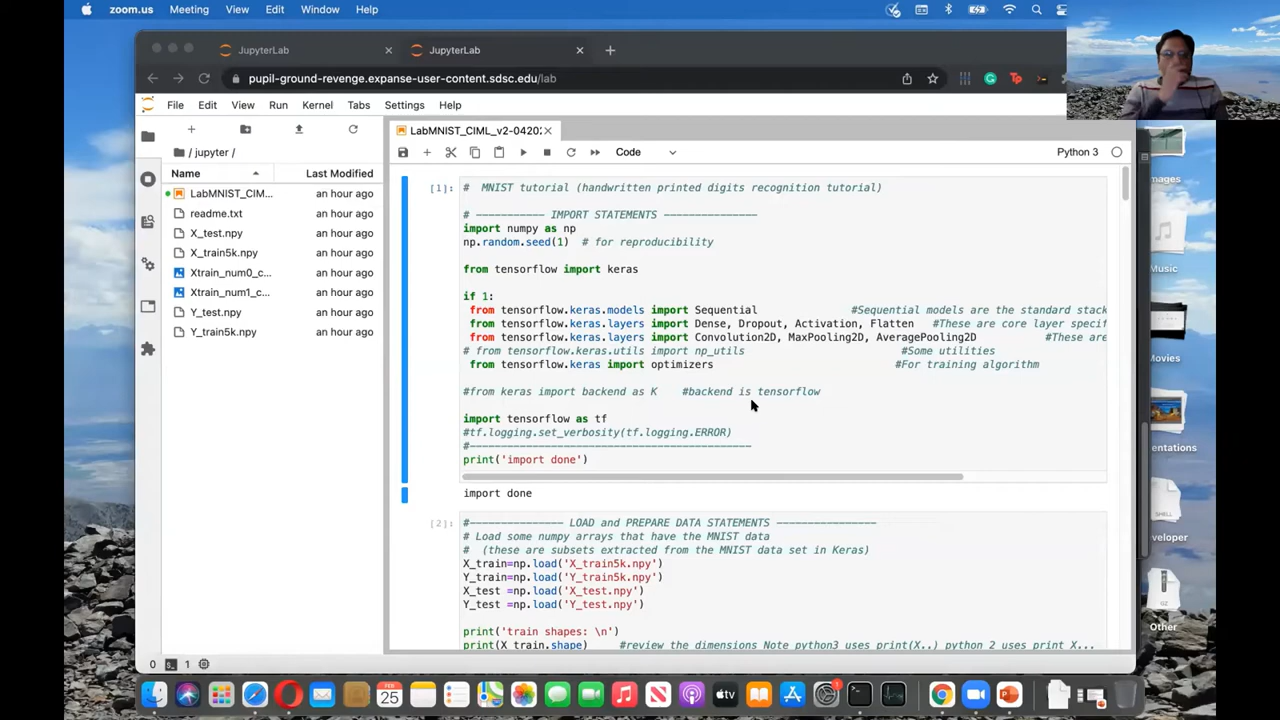 zoom.us Meeting View Edit Window Help
JupyterLab
JupyterLab
pupil-ground-revenge.expanse-user-content.sdsc.edu/lab
File Edit View Run Kernel Tabs Settings Help
/ jupyter /
Name Last Modified
LabMNIST_CIM... an hour ago
readme.txt an hour ago
X_test.npy an hour ago
X_train5k.npy an hour ago
Xtrain_num0_c... an hour ago
Xtrain_num1_c... an hour ago
Y_test.npy an hour ago
Y_train5k.npy an hour ago
LabMNIST_CIML_v2-0420
Code
Python 3
[1]:
# MNIST tutorial (handwritten printed digits recognition tutorial)
# ----------- IMPORT STATEMENTS ---------------
import numpy as np
np.random.seed(1) # for reproducibility
from tensorflow import keras
if 1:
from tensorflow.keras.models import Sequential #Sequential models are the standard stack
from tensorflow.keras.layers import Dense, Dropout, Activation, Flatten #These are core layer specif
from tensorflow.keras.layers import Convolution2D, MaxPooling2D, AveragePooling2D #These are
# from tensorflow.keras.utils import np_utils #Some utilities
from tensorflow.keras import optimizers #For training algorithm
#from keras import backend as K #backend is tensorflow
import tensorflow as tf
#tf.logging.set_verbosity(tf.logging.ERROR)
#-------------------------------------------
print('import done')
import done
[2]:
#--------------- LOAD and PREPARE DATA STATEMENTS ----------------
# Load some numpy arrays that have the MNIST data
# (these are subsets extracted from the MNIST data set in Keras)
X_train=np.load('X_train5k.npy')
Y_train=np.load('Y_train5k.npy')
X_test =np.load('X_test.npy')
Y_test =np.load('Y_test.npy')
print('train shapes: \n')
print(X_train.shape) #review the dimensions Note python3 uses print(X..) python 2 uses print X...
0 1
mages
Music
Movies
entations
SHELL
veloper
GZ
Other
FEB
25
tv
1